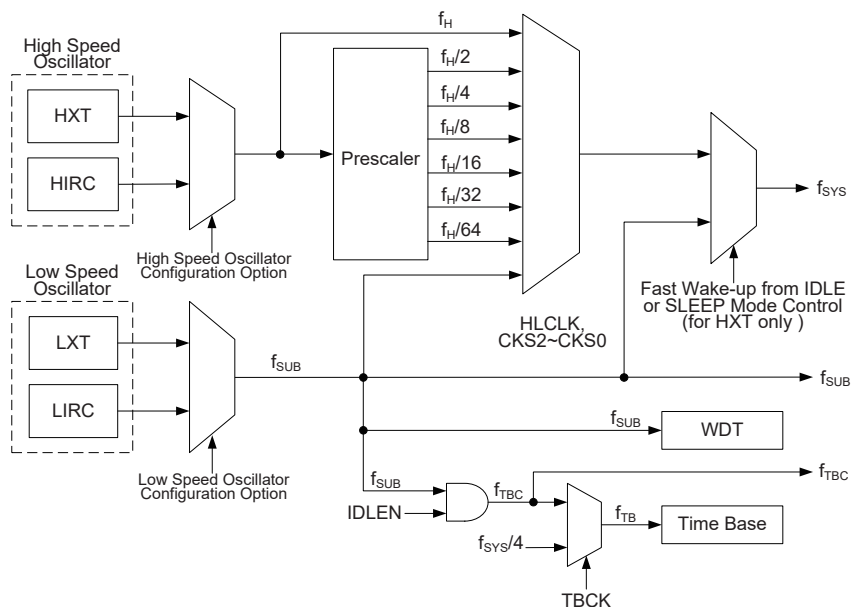 High Speed
Oscillator
HXT
HIRC
High Speed Oscillator
Configuration Option
fH
Prescaler
fH/2
fH/4
fH/8
fH/16
fH/32
fH/64
HLCLK,
CKS2~CKS0
fSYS
Fast Wake-up from IDLE
or SLEEP Mode Control
(for HXT only )
Low Speed
Oscillator
LXT
LIRC
Low Speed Oscillator
Configuration Option
fSUB
fSUB
fSUB
WDT
fSUB
IDLEN
fTBC
fTBC
fSYS/4
fTB
Time Base
TBCK